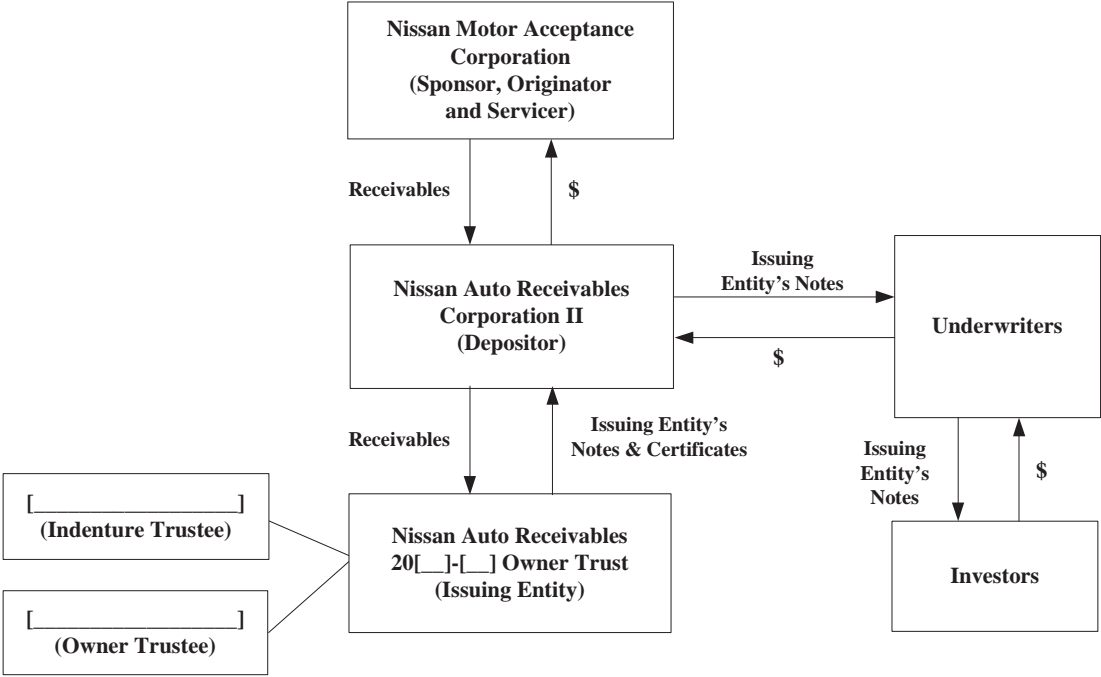 Nissan Motor Acceptance
Corporation
(Sponsor, Originator
and Servicer)
Receivables
$
Nissan Auto Receivables
Corporation II
(Depositor)
Issuing
Entity's Notes
$
Underwriters
Receivables
Issuing Entity's
Notes & Certificates
Issuing
Entity's
Notes
$
[__________________]
(Indenture Trustee)
Nissan Auto Receivables
20[__]-[__] Owner Trust
(Issuing Entity)
Investors
[__________________]
(Owner Trustee)